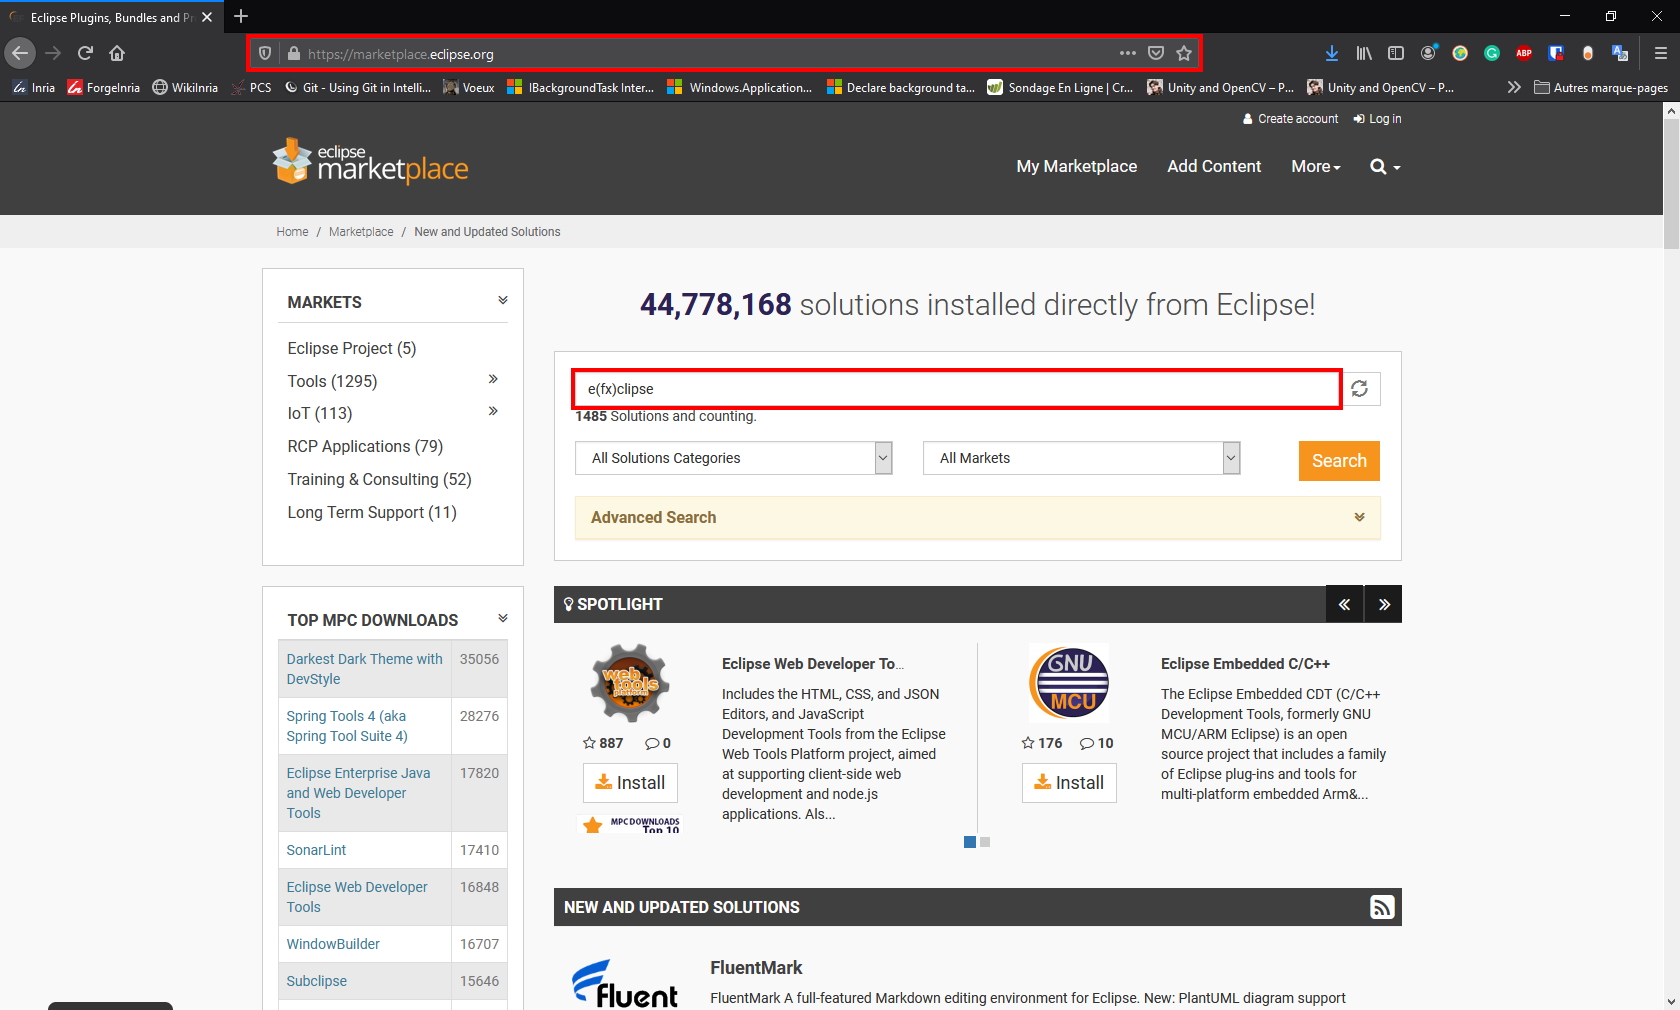 Eclipse Plugins, Bundles and Pr
https://marketplace.eclipse.org
Inria
ForgeInria
WikiInria
PCS
Git - Using Git in Intelli...
Voeux
IBackgroundTask Inter...
Windows.Application...
Declare background ta...
Sondage En Ligne | Cr...
Unity and OpenCV – P...
Unity and OpenCV – P...
Autres marque-pages
Create account
Log in
eclipse
marketplace
My Marketplace
Add Content
More
Home / Marketplace / New and Updated Solutions
MARKETS
Eclipse Project (5)
Tools (1295)
IoT (113)
RCP Applications (79)
Training & Consulting (52)
Long Term Support (11)
44,778,168 solutions installed directly from Eclipse!
e(fx)clipse
1485 Solutions and counting.
All Solutions Categories
All Markets
Search
Advanced Search
TOP MPC DOWNLOADS
Darkest Dark Theme with 35056
DevStyle
Spring Tools 4 (aka 28276
Spring Tool Suite 4)
Eclipse Enterprise Java 17820
and Web Developer
Tools
SonarLint 17410
Eclipse Web Developer 16848
Tools
WindowBuilder 16707
Subclipse 15646
SPOTLIGHT
web
tools
platform
887 0
Install
MPC DOWNLOADS
Top 10
Eclipse Web Developer To...
Includes the HTML, CSS, and JSON
Editors, and JavaScript
Development Tools from the Eclipse
Web Tools Platform project, aimed
at supporting client-side web
development and node.js
applications. Als...
GNU
MCU
176 10
Install
Eclipse Embedded C/C++
The Eclipse Embedded CDT (C/C++
Development Tools, formerly GNU
MCU/ARM Eclipse) is an open
source project that includes a family
of Eclipse plug-ins and tools for
multi-platform embedded Arm&...
NEW AND UPDATED SOLUTIONS
Fluent
FluentMark
FluentMark A full-featured Markdown editing environment for Eclipse. New: PlantUML diagram support
ABP